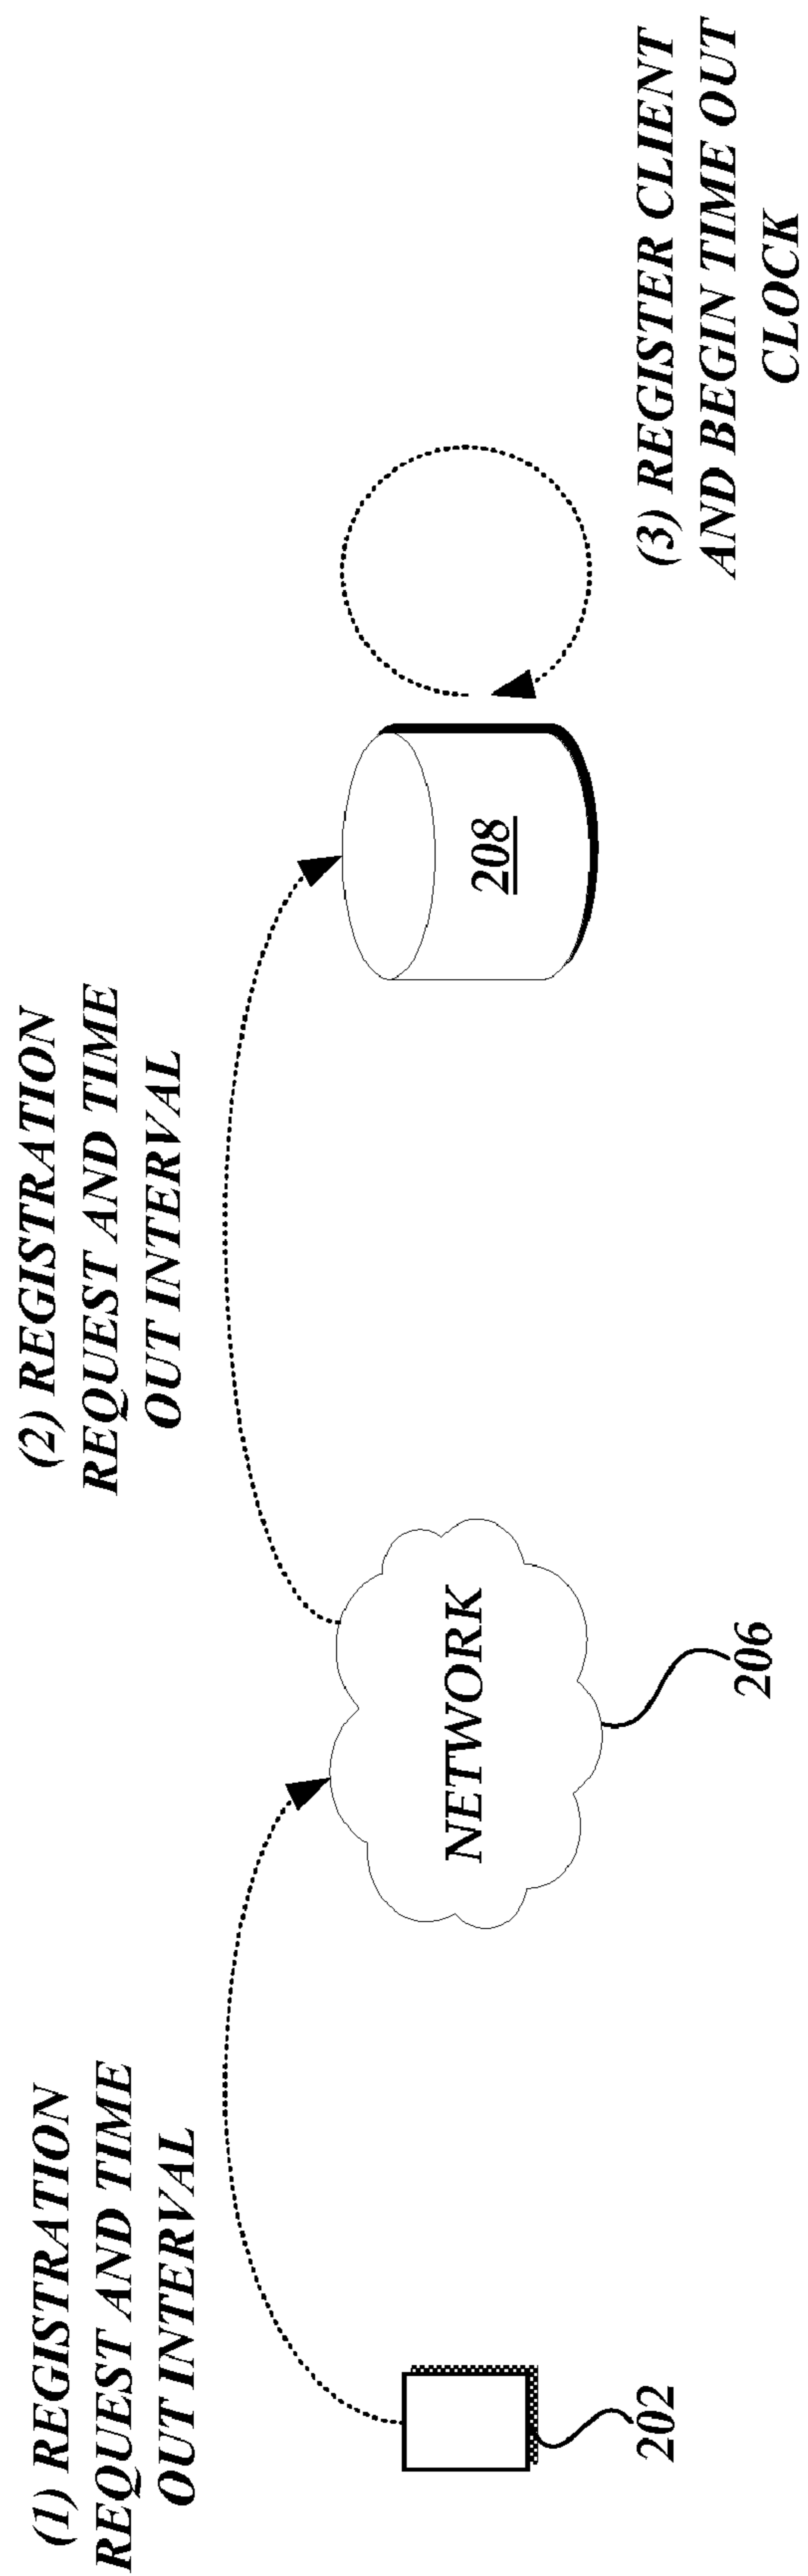 (1) REGISTRATION
REQUEST AND TIME
OUT INTERVAL
(2) REGISTRATION
REQUEST AND TIME
OUT INTERVAL
202
NETWORK
206
208
(3) REGISTER CLIENT
AND BEGIN TIME OUT
CLOCK